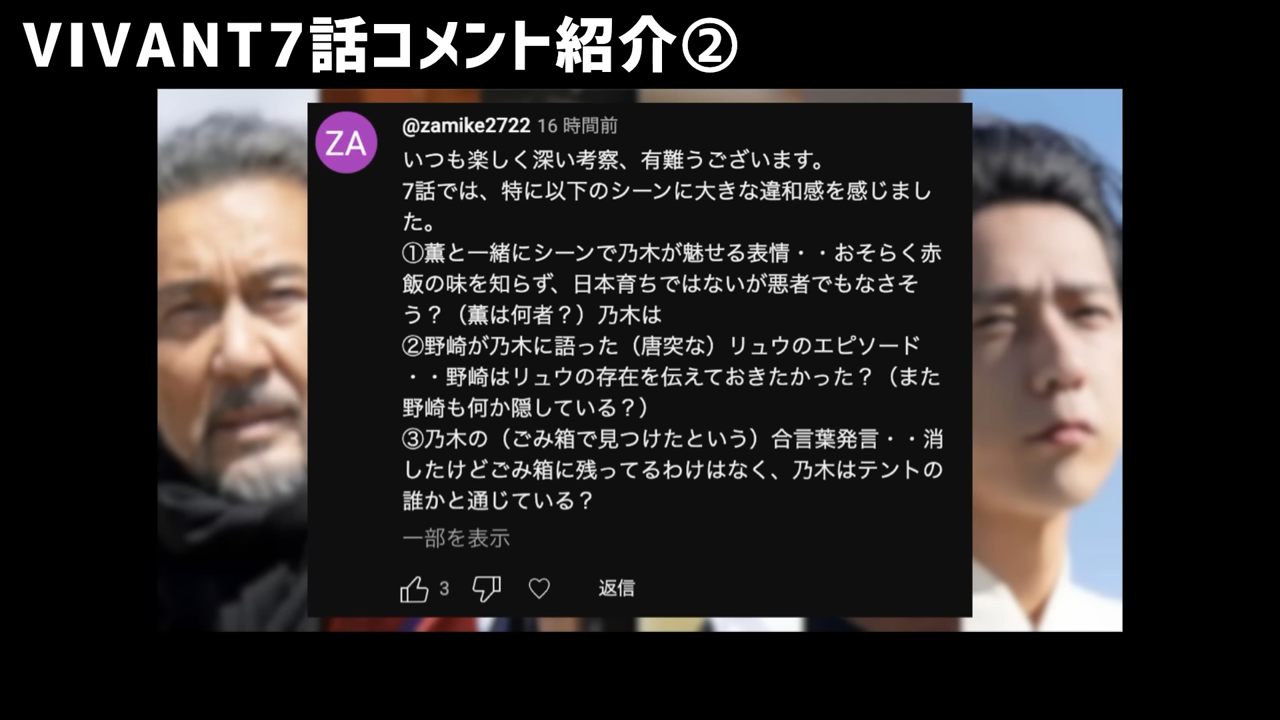 VIVANT7話コメント紹介②
ZA
@zamike2722 16 時間前
いつも楽しく深い考察、有難うございます。
7話では、特に以下のシーンに大きな違和感を感じまし
た。
①薫と一緒にシーンで乃木が魅せる表情・・おそらく赤
飯の味を知らず、日本育ちではないが悪者でもなさそ
う？（薫は何者？）乃木は
②野崎が乃木に語った（唐突な）リュウのエピソード
・・野崎はリュウの存在を伝えておきたかった？（また
野崎も何か隠している？）
③乃木の（ごみ箱で見つけたという）合言葉発言・・消
したけどごみ箱に残ってるわけはなく、乃木はテントの
誰かと通じている？
一部を表示
3 返信